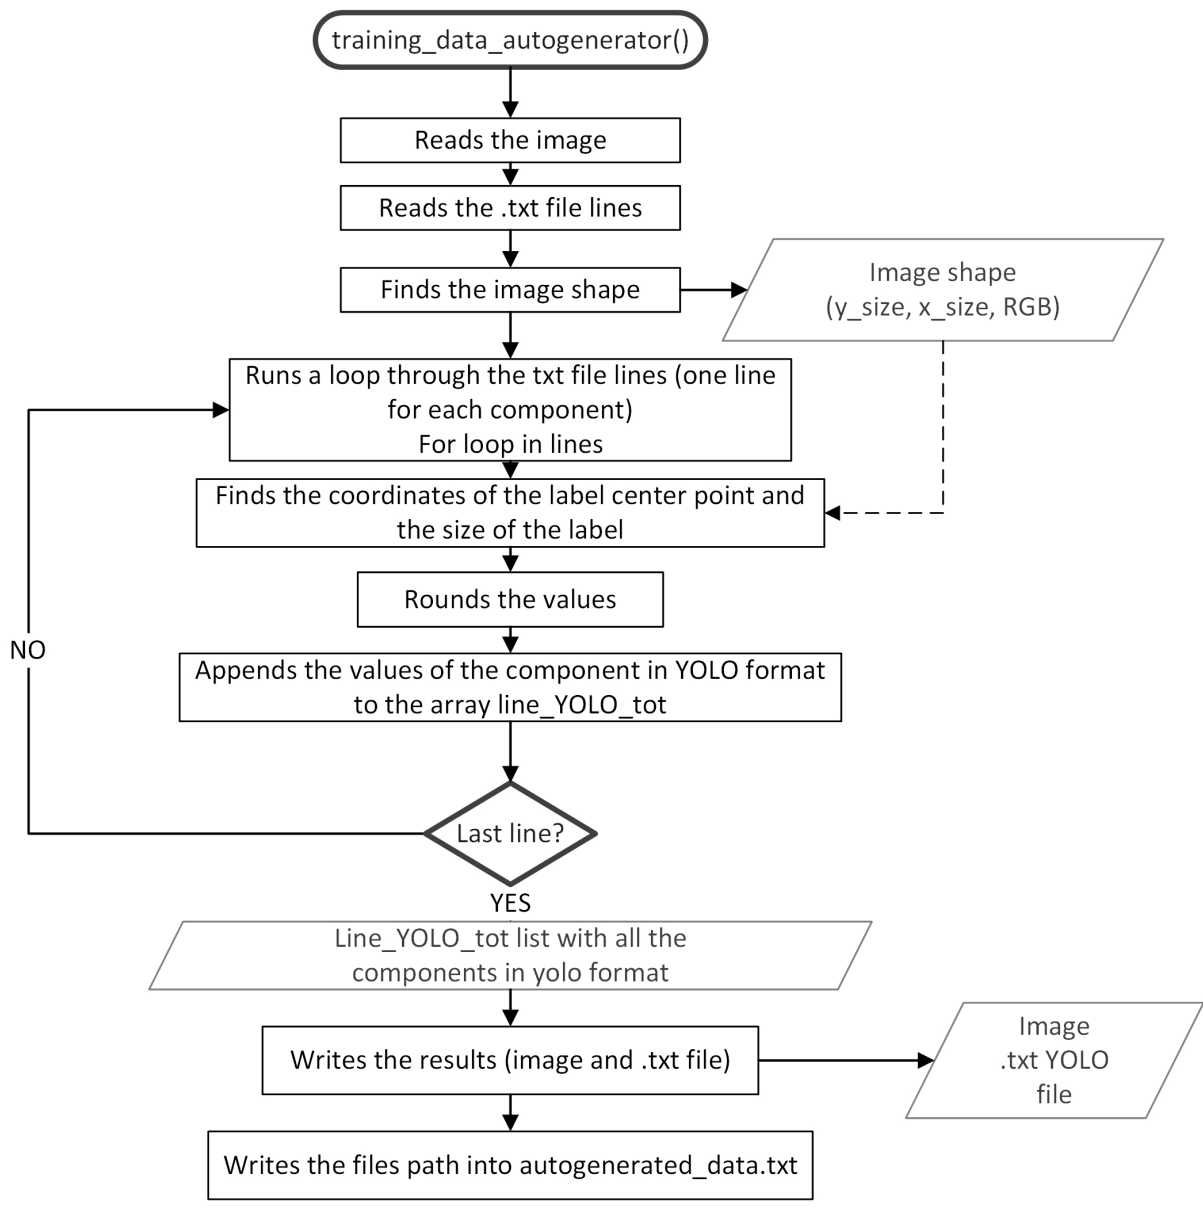 training_data_autogenerator()
Reads the image
Reads the .txt file lines
Finds the image shape
Image shape
(y_size, x_size, RGB)
Runs a loop through the txt file lines (one line
for each component)
For loop in lines
Finds the coordinates of the label center point and
the size of the label
Rounds the values
NO
Appends the values of the component in YOLO format
to the array line_YOLO_tot
Last line?
YES
Line_YOLO_tot list with all the
components in yolo format
Writes the results (image and .txt file)
Image
.txt YOLO
file
Writes the files path into autogenerated_data.txt